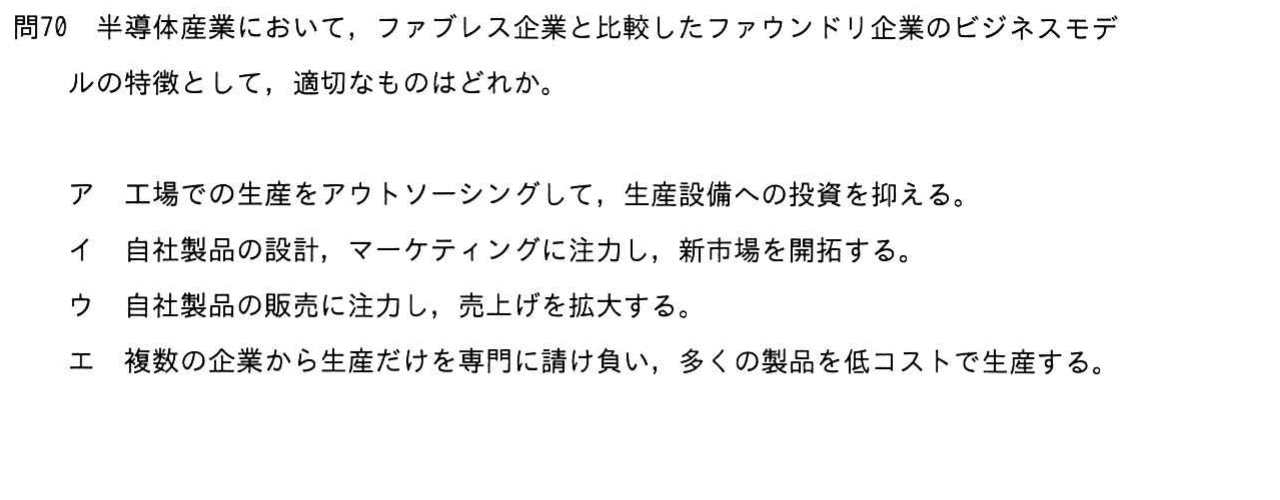 問70　半導体産業において，ファブレス企業と比較したファウンドリ企業のビジネスモデ
ルの特徴として，適切なものはどれか。
ア　工場での生産をアウトソーシングして，生産設備への投資を抑える。
イ　自社製品の設計，マーケティングに注力し，新市場を開拓する。
ウ　自社製品の販売に注力し，売上げを拡大する。
エ　複数の企業から生産だけを専門に請け負い，多くの製品を低コストで生産する。